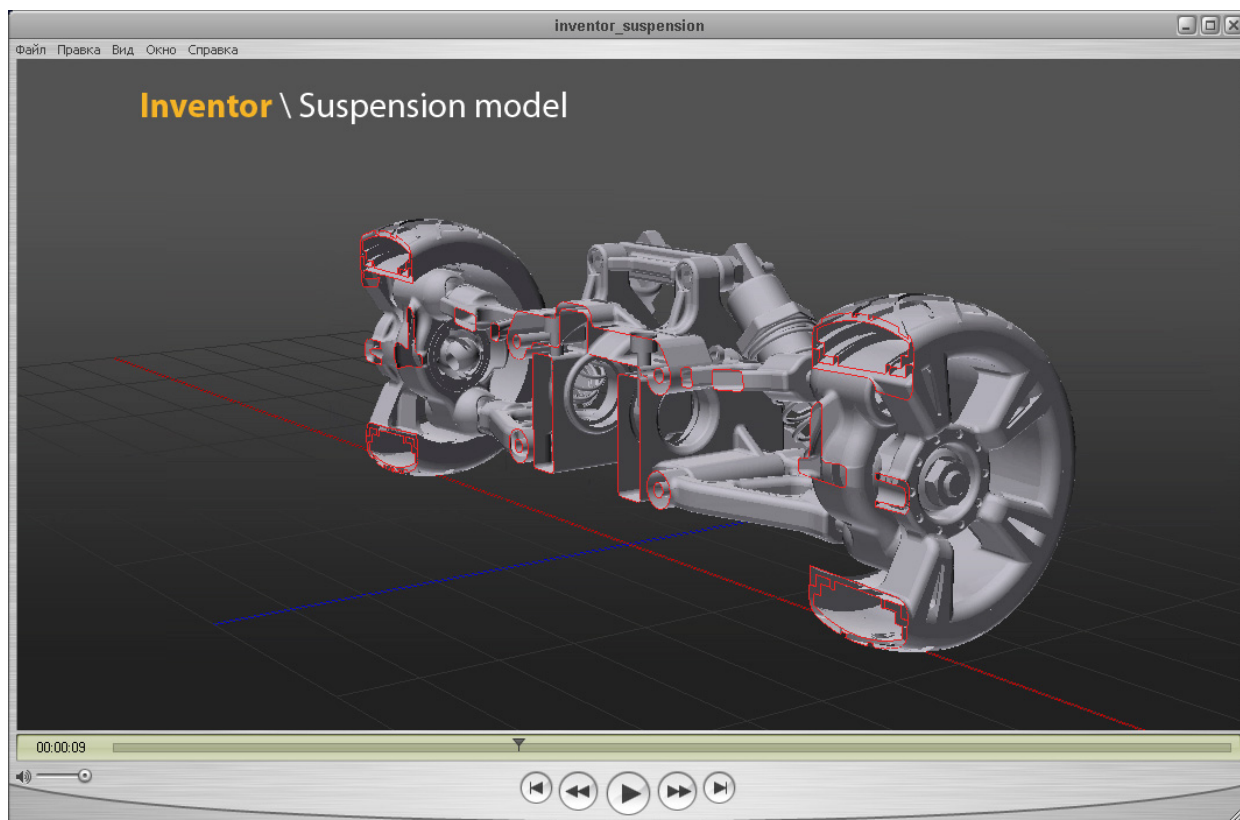 inventor_suspension
Файл Правка Вид Окно Справка
Inventor \ Suspension model
00:00:09